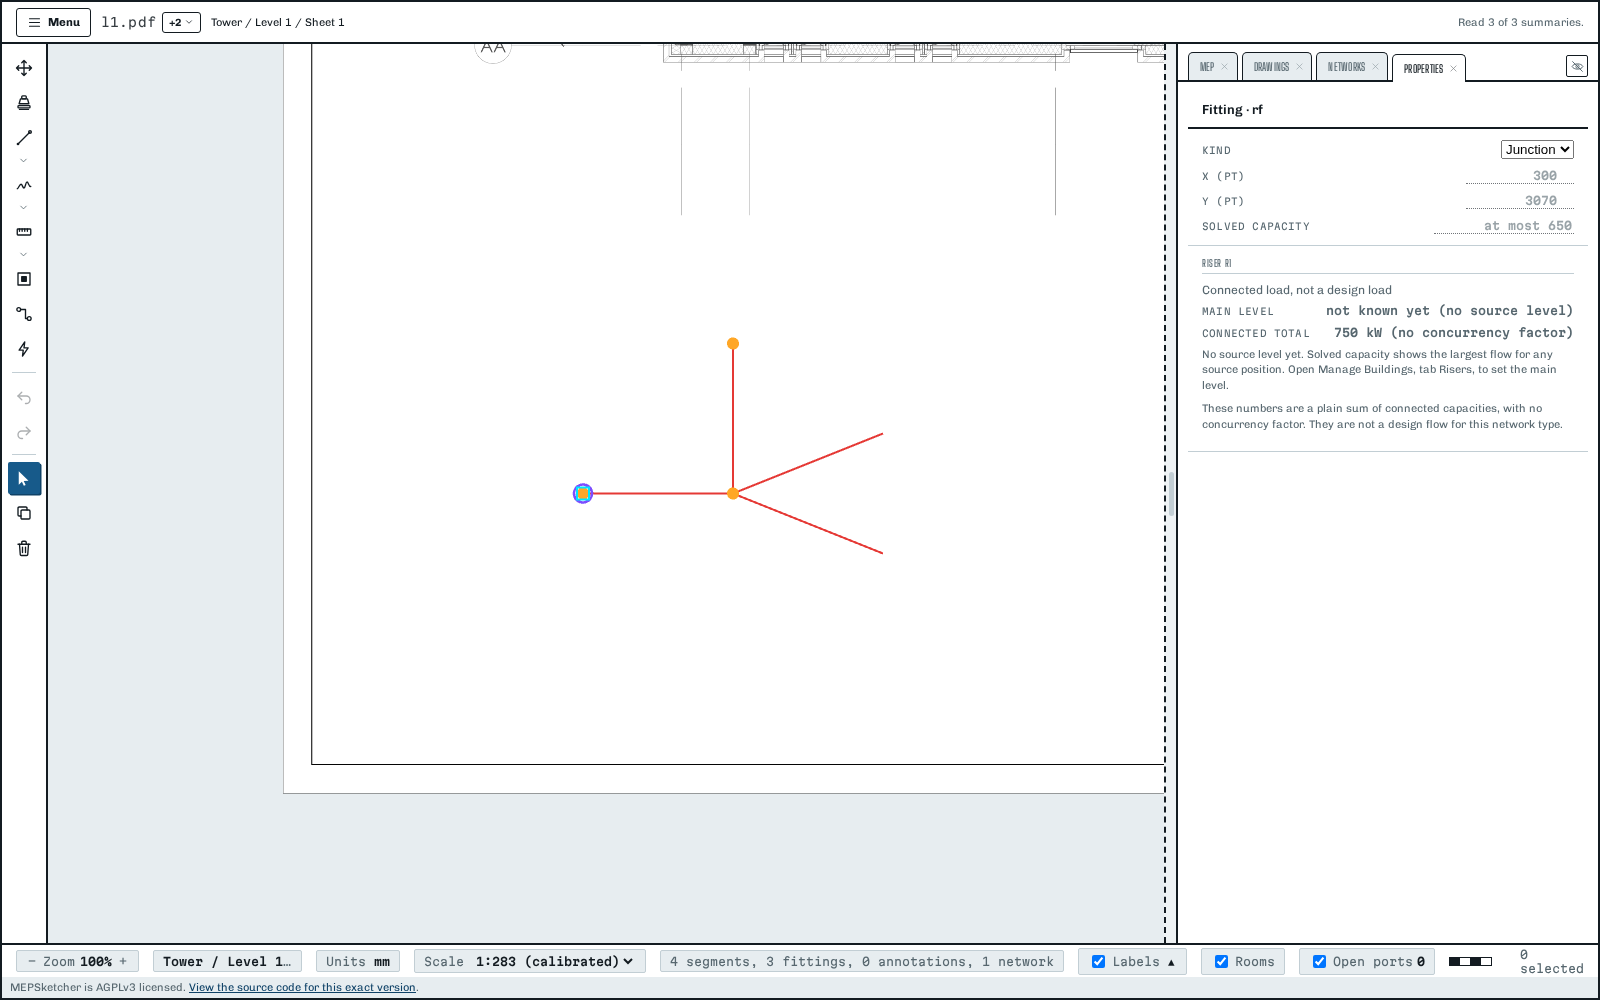 Menu
l1.pdf
+2
Tower / Level 1 / Sheet 1
Read 3 of 3 summaries.
AA
MEP
DRAWINGS
NETWORKS
PROPERTIES
Fitting · rf
KIND
Junction
X (PT)
300
Y (PT)
3070
SOLVED CAPACITY
at most 650
RISER R1
Connected load, not a design load
MAIN LEVEL
not known yet (no source level)
CONNECTED TOTAL
750 kW (no concurrency factor)
No source level yet. Solved capacity shows the largest flow for any
source position. Open Manage Buildings, tab Risers, to set the main
level.
These numbers are a plain sum of connected capacities, with no
concurrency factor. They are not a design flow for this network type.
− Zoom 100% +
Tower / Level 1…
Units mm
Scale 1:283 (calibrated)
4 segments, 3 fittings, 0 annotations, 1 network
Labels ▲
Rooms
Open ports 0
0
selected
MEPSketcher is AGPLv3 licensed. View the source code for this exact version.